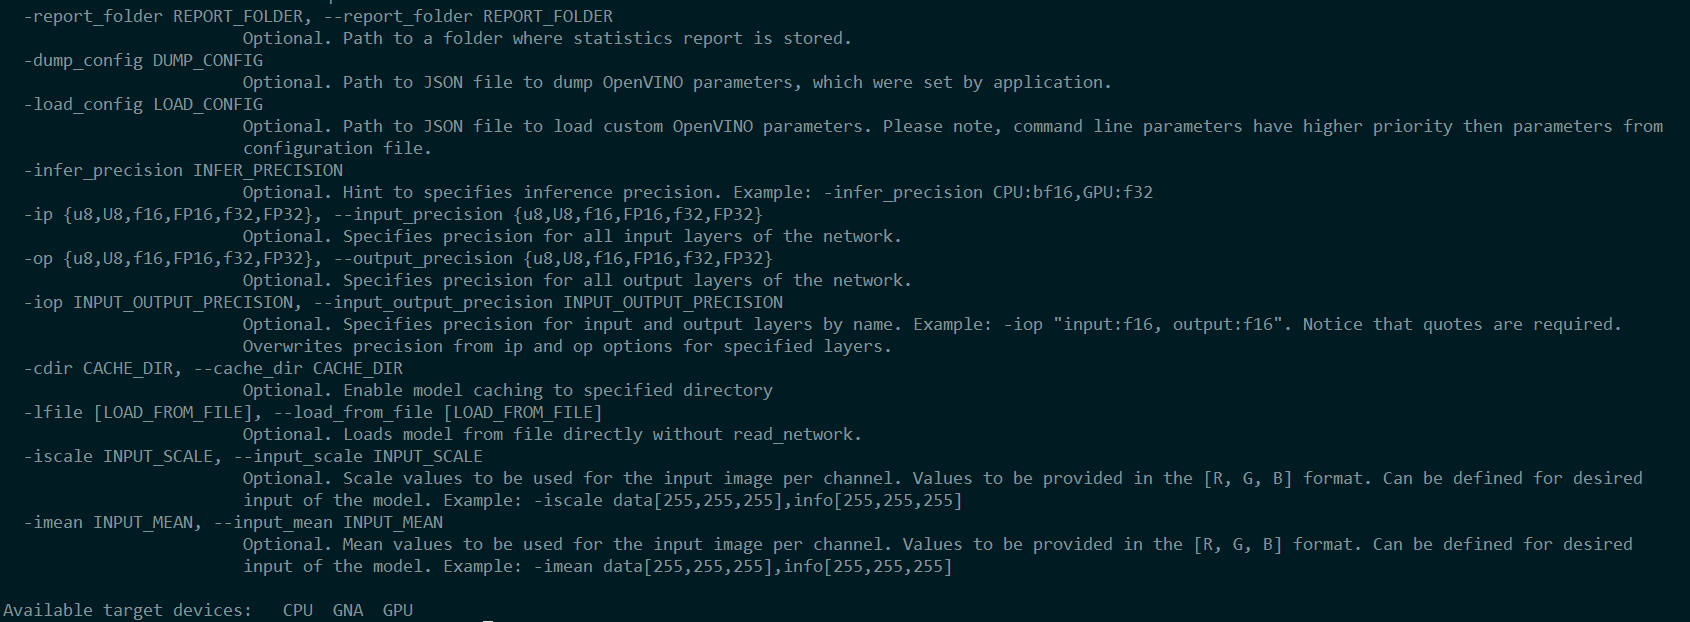 -report_folder REPORT_FOLDER, --report_folder REPORT_FOLDER
Optional. Path to a folder where statistics report is stored.
-dump_config DUMP_CONFIG
Optional. Path to JSON file to dump OpenVINO parameters, which were set by application.
-load_config LOAD_CONFIG
Optional. Path to JSON file to load custom OpenVINO parameters. Please note, command line parameters have higher priority then parameters from
configuration file.
-infer_precision INFER_PRECISION
Optional. Hint to specifies inference precision. Example: -infer_precision CPU:bf16,GPU:f32
-ip {u8,U8,f16,FP16,f32,FP32}, --input_precision {u8,U8,f16,FP16,f32,FP32}
Optional. Specifies precision for all input layers of the network.
-op {u8,U8,f16,FP16,f32,FP32}, --output_precision {u8,U8,f16,FP16,f32,FP32}
Optional. Specifies precision for all output layers of the network.
-iop INPUT_OUTPUT_PRECISION, --input_output_precision INPUT_OUTPUT_PRECISION
Optional. Specifies precision for input and output layers by name. Example: -iop "input:f16, output:f16". Notice that quotes are required.
Overwrites precision from ip and op options for specified layers.
-cdir CACHE_DIR, --cache_dir CACHE_DIR
Optional. Enable model caching to specified directory
-lfile [LOAD_FROM_FILE], --load_from_file [LOAD_FROM_FILE]
Optional. Loads model from file directly without read_network.
-iscale INPUT_SCALE, --input_scale INPUT_SCALE
Optional. Scale values to be used for the input image per channel. Values to be provided in the [R, G, B] format. Can be defined for desired
input of the model. Example: -iscale data[255,255,255],info[255,255,255]
-imean INPUT_MEAN, --input_mean INPUT_MEAN
Optional. Mean values to be used for the input image per channel. Values to be provided in the [R, G, B] format. Can be defined for desired
input of the model. Example: -imean data[255,255,255],info[255,255,255]
Available target devices: CPU GNA GPU